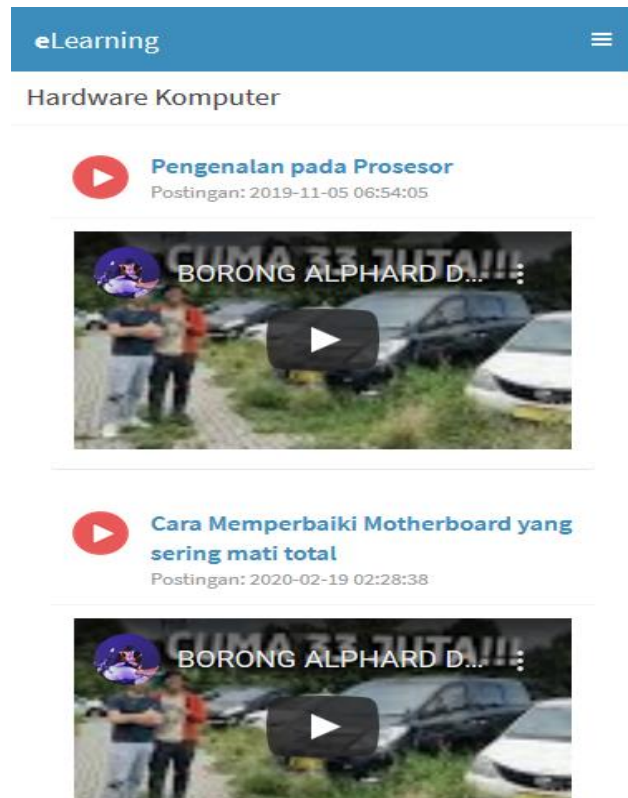 eLearning
Hardware Komputer
Pengenalan pada Prosesor
Postingan: 2019-11-05 06:54:05
CUMA 33 JUTA!!!
BORONG ALPHARD D...
Cara Memperbaiki Motherboard yang
sering mati total
Postingan: 2020-02-19 02:28:38
CUMA 33 JUTA!!!
BORONG ALPHARD D...